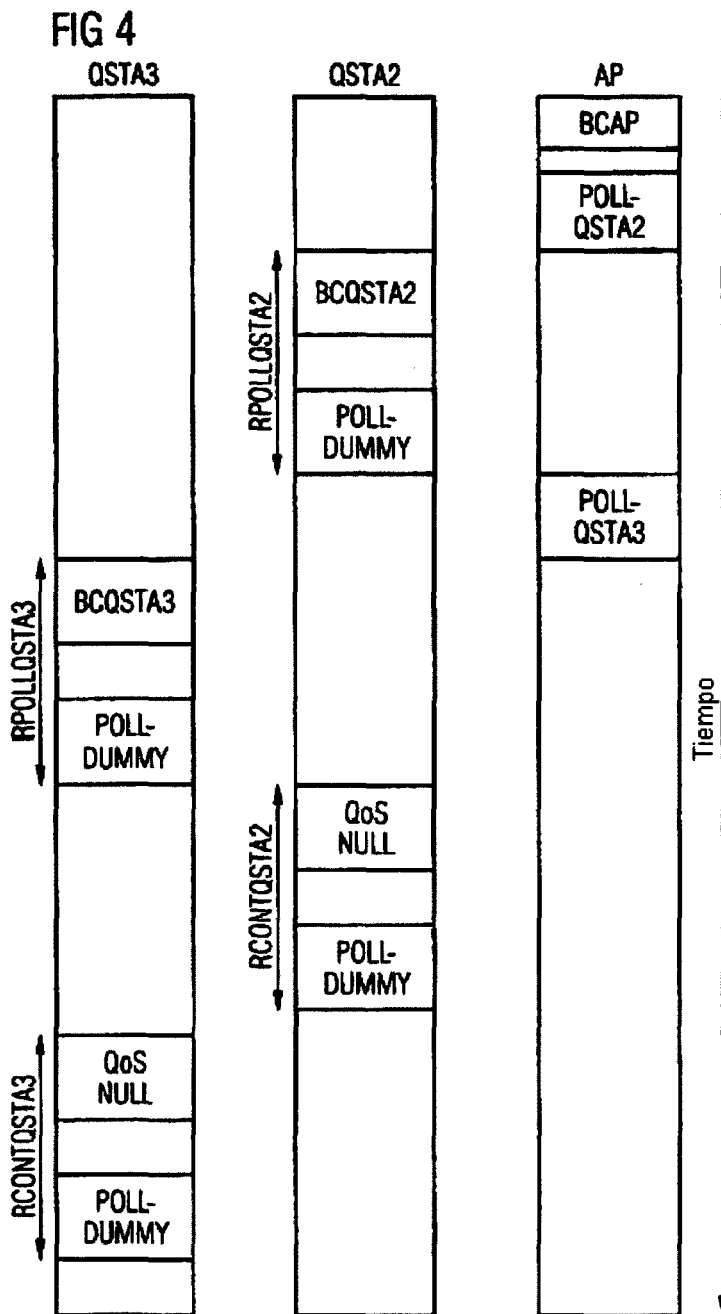 FIG 4
QSTA3
QSTA2
AP
BCAP
POLL-
QSTA2
RPOLLQSTA2
BCQSTA2
POLL-
DUMMY
POLL-
QSTA3
RPOLLQSTA3
BCQSTA3
POLL-
DUMMY
Tiempo
RCONTQSTA2
QoS
NULL
POLL-
DUMMY
RCONTQSTA3
QoS
NULL
POLL-
DUMMY